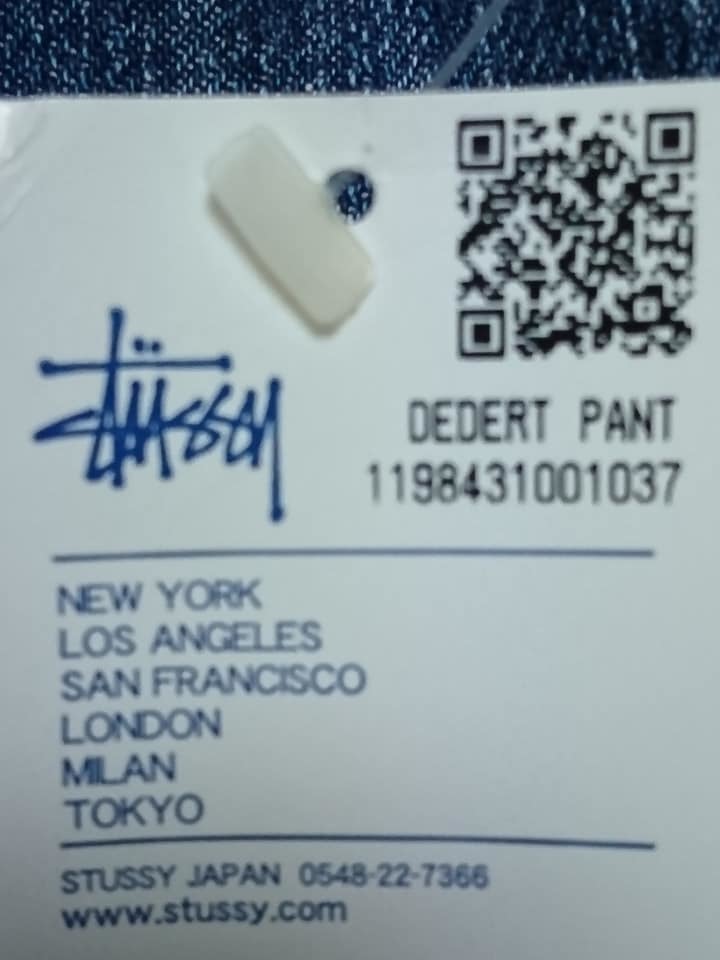 Stüssy
DEDERT PANT
1198431001037
NEW YORK
LOS ANGELES
SAN FRANCISCO
LONDON
MILAN
TOKYO
STUSSY JAPAN 0548-22-7366
www.stussy.com